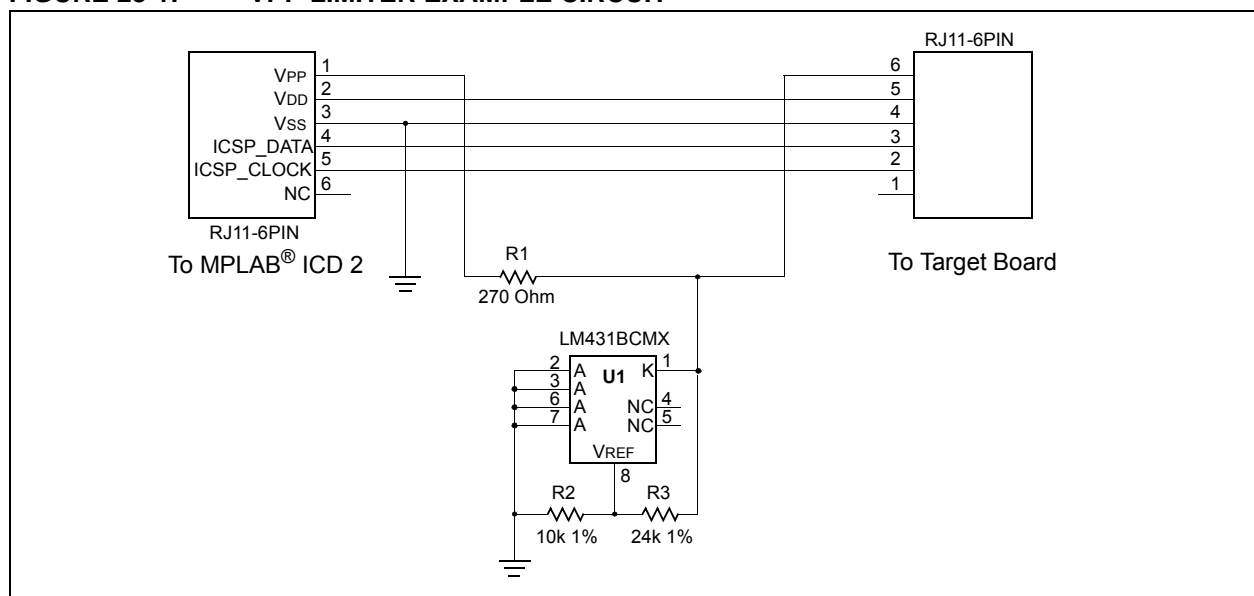 FIGURE VPP LIMITER EXAMPLE CIRCUIT
RJ11-6PIN
VPP 1
VDD 2
VSS 3
ICSP_DATA 4
ICSP_CLOCK 5
NC 6
6
5
4
3
2
1
RJ11-6PIN
To MPLAB® ICD 2
To Target Board
R1
270 Ohm
LM431BCMX
2 A U1 K 1
3 A
6 A NC 4
7 A NC 5
VREF
8
R2 R3
10k 1% 24k 1%